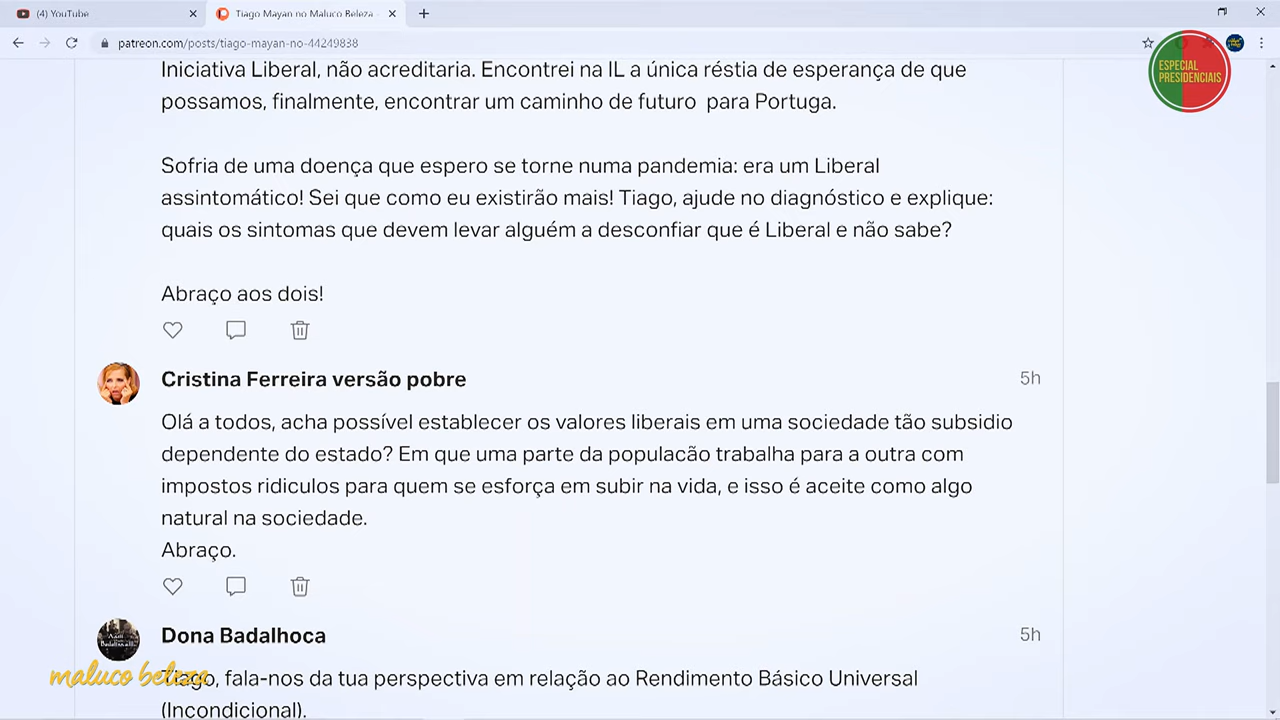 (4) YouTube
Tiago Mayan no Maluco Beleza -
patreon.com/posts/tiago-mayan-no-44249838
ESPECIAL
PRESIDENCIAIS
Iniciativa Liberal, não acreditaria. Encontrei na IL a única réstia de esperança de que
possamos, finalmente, encontrar um caminho de futuro para Portuga.
Sofria de uma doença que espero se torne numa pandemia: era um Liberal
assintomático! Sei que como eu existirão mais! Tiago, ajude no diagnóstico e explique:
quais os sintomas que devem levar alguém a desconfiar que é Liberal e não sabe?
Abraço aos dois!
Cristina Ferreira versão pobre
5h
Olá a todos, acha possível establecer os valores liberais em uma sociedade tão subsidio
dependente do estado? Em que uma parte da populacão trabalha para a outra com
impostos ridiculos para quem se esforça em subir na vida, e isso é aceite como algo
natural na sociedade.
Abraço.
Dona Badalhoca
5h
maluco beleza
Tiago, fala-nos da tua perspectiva em relação ao Rendimento Básico Universal
(Incondicional).